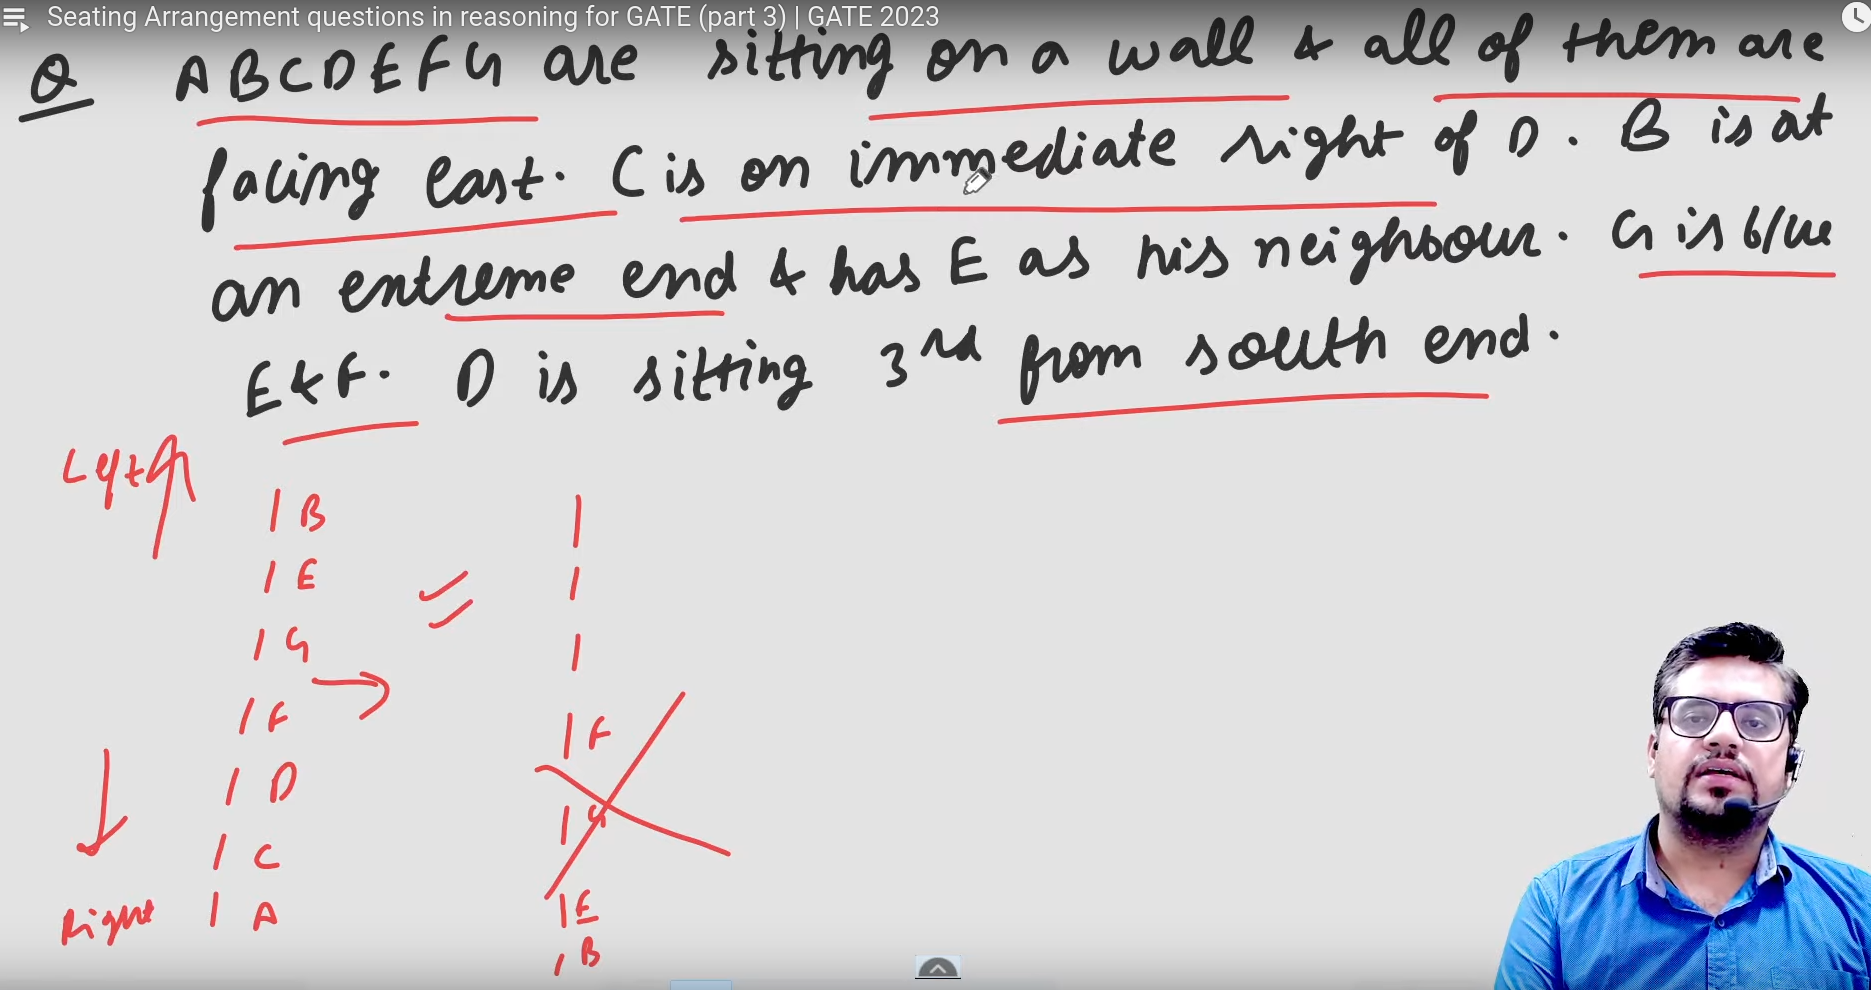 Seating Arrangement questions in reasoning for GATE (part 3) | GATE 2023
Q ABCDEFG are sitting on a wall & all of them are
facing east. C is on immediate right of D. B is at
an extreme end & has E as his neighbour. G is b/w
E & F. D is sitting 3rd from south end.
Left
B
E
G
F
D
C
A
Right
F
G
E
B